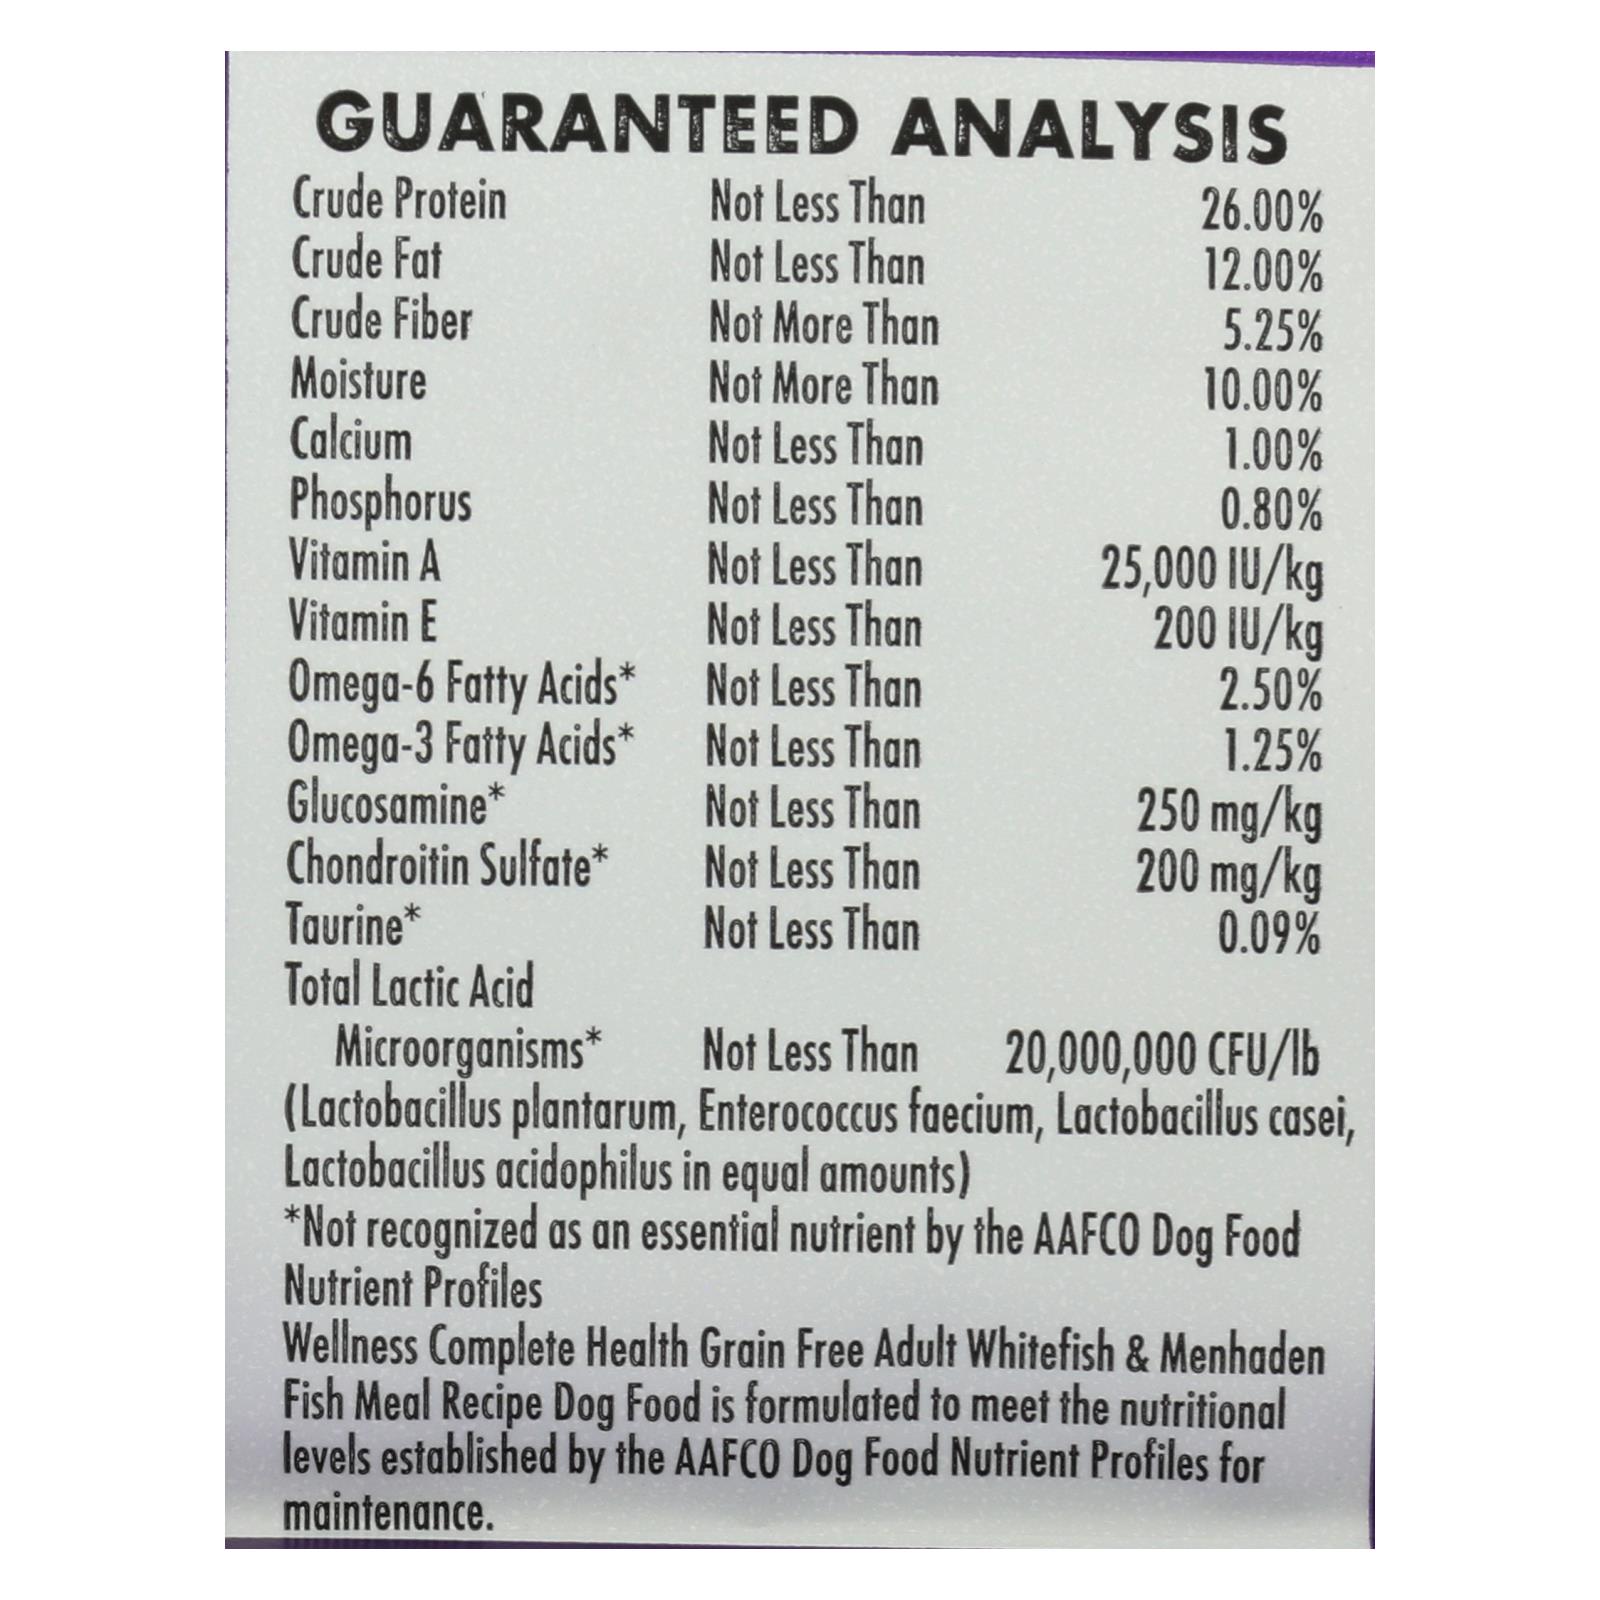 GUARANTEED ANALYSIS
Crude Protein Not Less Than 26.00%
Crude Fat Not Less Than 12.00%
Crude Fiber Not More Than 5.25%
Moisture Not More Than 10.00%
Calcium Not Less Than 1.00%
Phosphorus Not Less Than 0.80%
Vitamin A Not Less Than 25,000 IU/kg
Vitamin E Not Less Than 200 IU/kg
Omega-6 Fatty Acids* Not Less Than 2.50%
Omega-3 Fatty Acids* Not Less Than 1.25%
Glucosamine* Not Less Than 250 mg/kg
Chondroitin Sulfate* Not Less Than 200 mg/kg
Taurine* Not Less Than 0.09%
Total Lactic Acid
Microorganisms* Not Less Than 20,000,000 CFU/lb
(Lactobacillus plantarum, Enterococcus faecium, Lactobacillus casei,
Lactobacillus acidophilus in equal amounts)
*Not recognized as an essential nutrient by the AAFCO Dog Food
Nutrient Profiles
Wellness Complete Health Grain Free Adult Whitefish & Menhaden
Fish Meal Recipe Dog Food is formulated to meet the nutritional
levels established by the AAFCO Dog Food Nutrient Profiles for
maintenance.